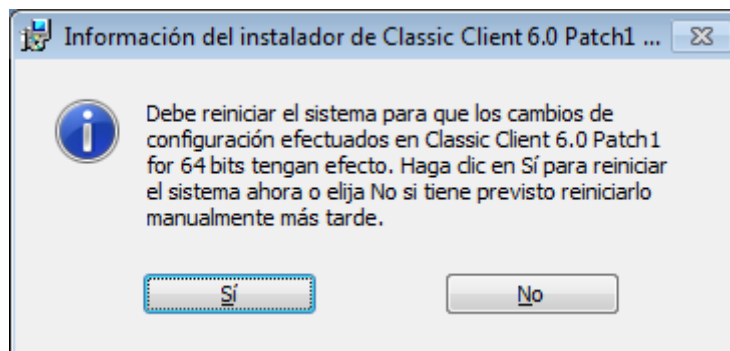 Información del instalador de Classic Client 6.0 Patch1 ...
Debe reiniciar el sistema para que los cambios de
configuración efectuados en Classic Client 6.0 Patch1
for 64 bits tengan efecto. Haga clic en Sí para reiniciar
el sistema ahora o elija No si tiene previsto reiniciarlo
manualmente más tarde.
Sí
No